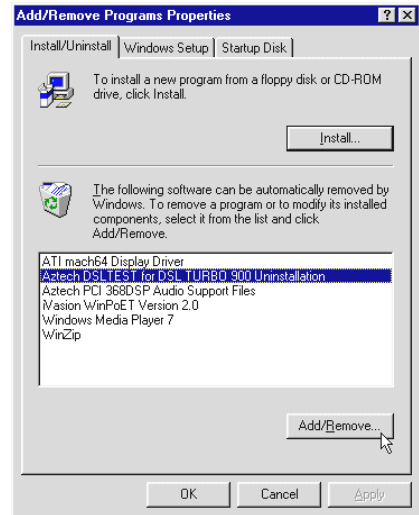 Add/Remove Programs Properties
Install/Uninstall
Windows Setup
Startup Disk
To install a new program from a floppy disk or CD-ROM
drive, click Install.
Install...
The following software can be automatically removed by
Windows. To remove a program or to modify its installed
components, select it from the list and click
Add/Remove.
ATI mach64 Display Driver
Aztech DSLTEST for DSL TURBO 900 Uninstallation
Aztech PCI 368DSP Audio Support Files
iVasion WinPoET Version 2.0
Windows Media Player 7
WinZip
Add/Remove...
OK
Cancel
Apply